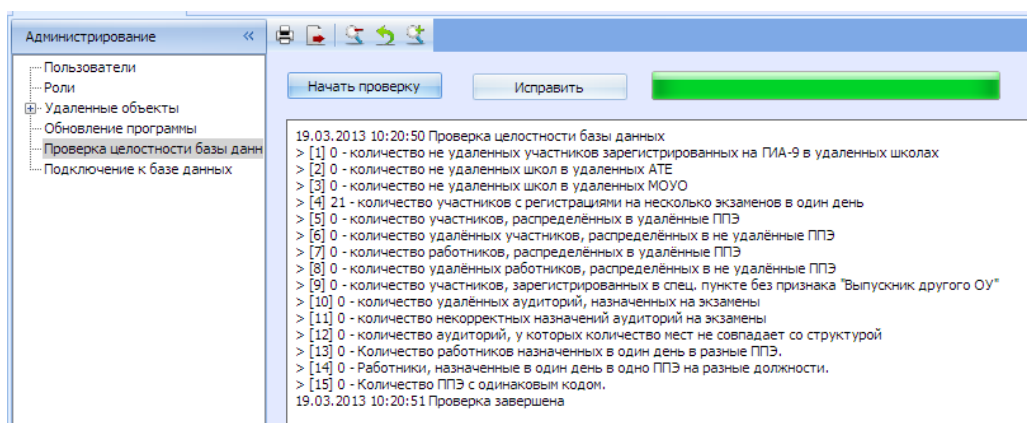 Администрирование
Пользователи
Роли
Удаленные объекты
Обновление программы
Проверка целостности базы данн
Подключение к базе данных
Начать проверку
Исправить
19.03.2013 10:20:50 Проверка целостности базы данных
> [1] 0 - количество не удаленных участников зарегистрированных на ГИА-9 в удаленных школах
> [2] 0 - количество не удаленных школ в удаленных АТЕ
> [3] 0 - количество не удаленных школ в удаленных МОУО
> [4] 21 - количество участников с регистрациями на несколько экзаменов в один день
> [5] 0 - количество участников, распределённых в удалённые ППЭ
> [6] 0 - количество удалённых участников, распределённых в не удалённые ППЭ
> [7] 0 - количество работников, распределённых в удалённые ППЭ
> [8] 0 - количество удалённых работников, распределённых в не удалённые ППЭ
> [9] 0 - количество участников, зарегистрированных в спец. пункте без признака "Выпускник другого ОУ"
> [10] 0 - количество удалённых аудиторий, назначенных на экзамены
> [11] 0 - количество некорректных назначений аудиторий на экзамены
> [12] 0 - количество аудиторий, у которых количество мест не совпадает со структурой
> [13] 0 - Количество работников назначенных в один день в разные ППЭ.
> [14] 0 - Работники, назначенные в один день в одно ППЭ на разные должности.
> [15] 0 - Количество ППЭ с одинаковым кодом.
19.03.2013 10:20:51 Проверка завершена